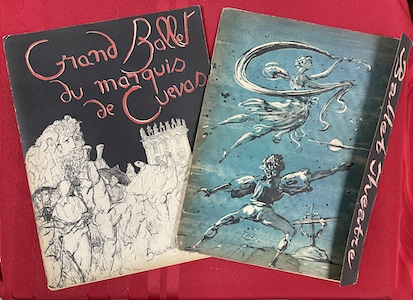 Grand Ballet
du marquis
de Cuevas
Ballet Theatre